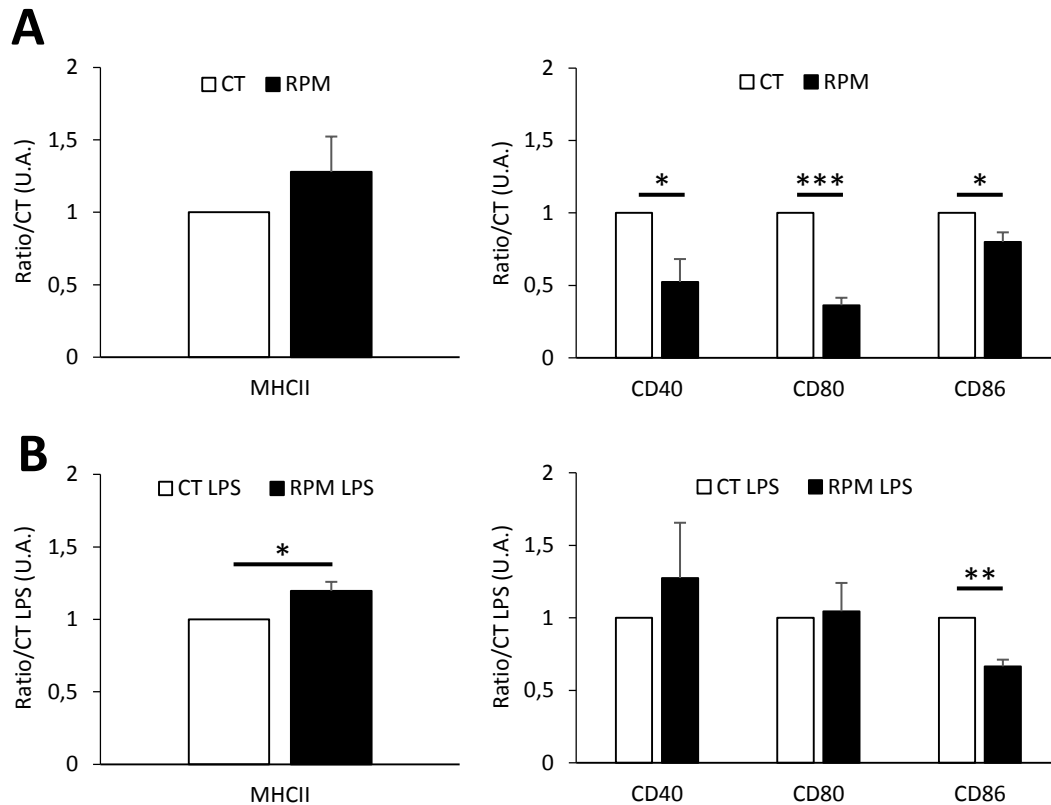 A
Ratio/CT (U.A.)
2
1,5
1
0,5
0
CT RPM
MHCII
Ratio/CT (U.A.)
2
1,5
1
0,5
0
CT RPM
* *** *
CD40 CD80 CD86
B
Ratio/CT LPS (U.A.)
2
1,5
1
0,5
0
CT LPS RPM LPS
*
MHCII
Ratio/CT LPS (U.A.)
2
1,5
1
0,5
0
CT LPS RPM LPS
**
CD40 CD80 CD86